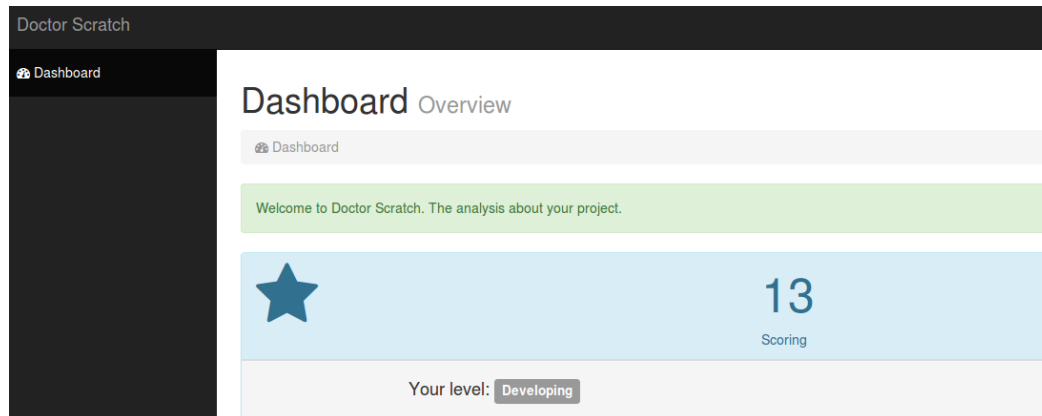 Doctor Scratch
Dashboard
Dashboard Overview
Dashboard
Welcome to Doctor Scratch. The analysis about your project.
13
Scoring
Your level: Developing